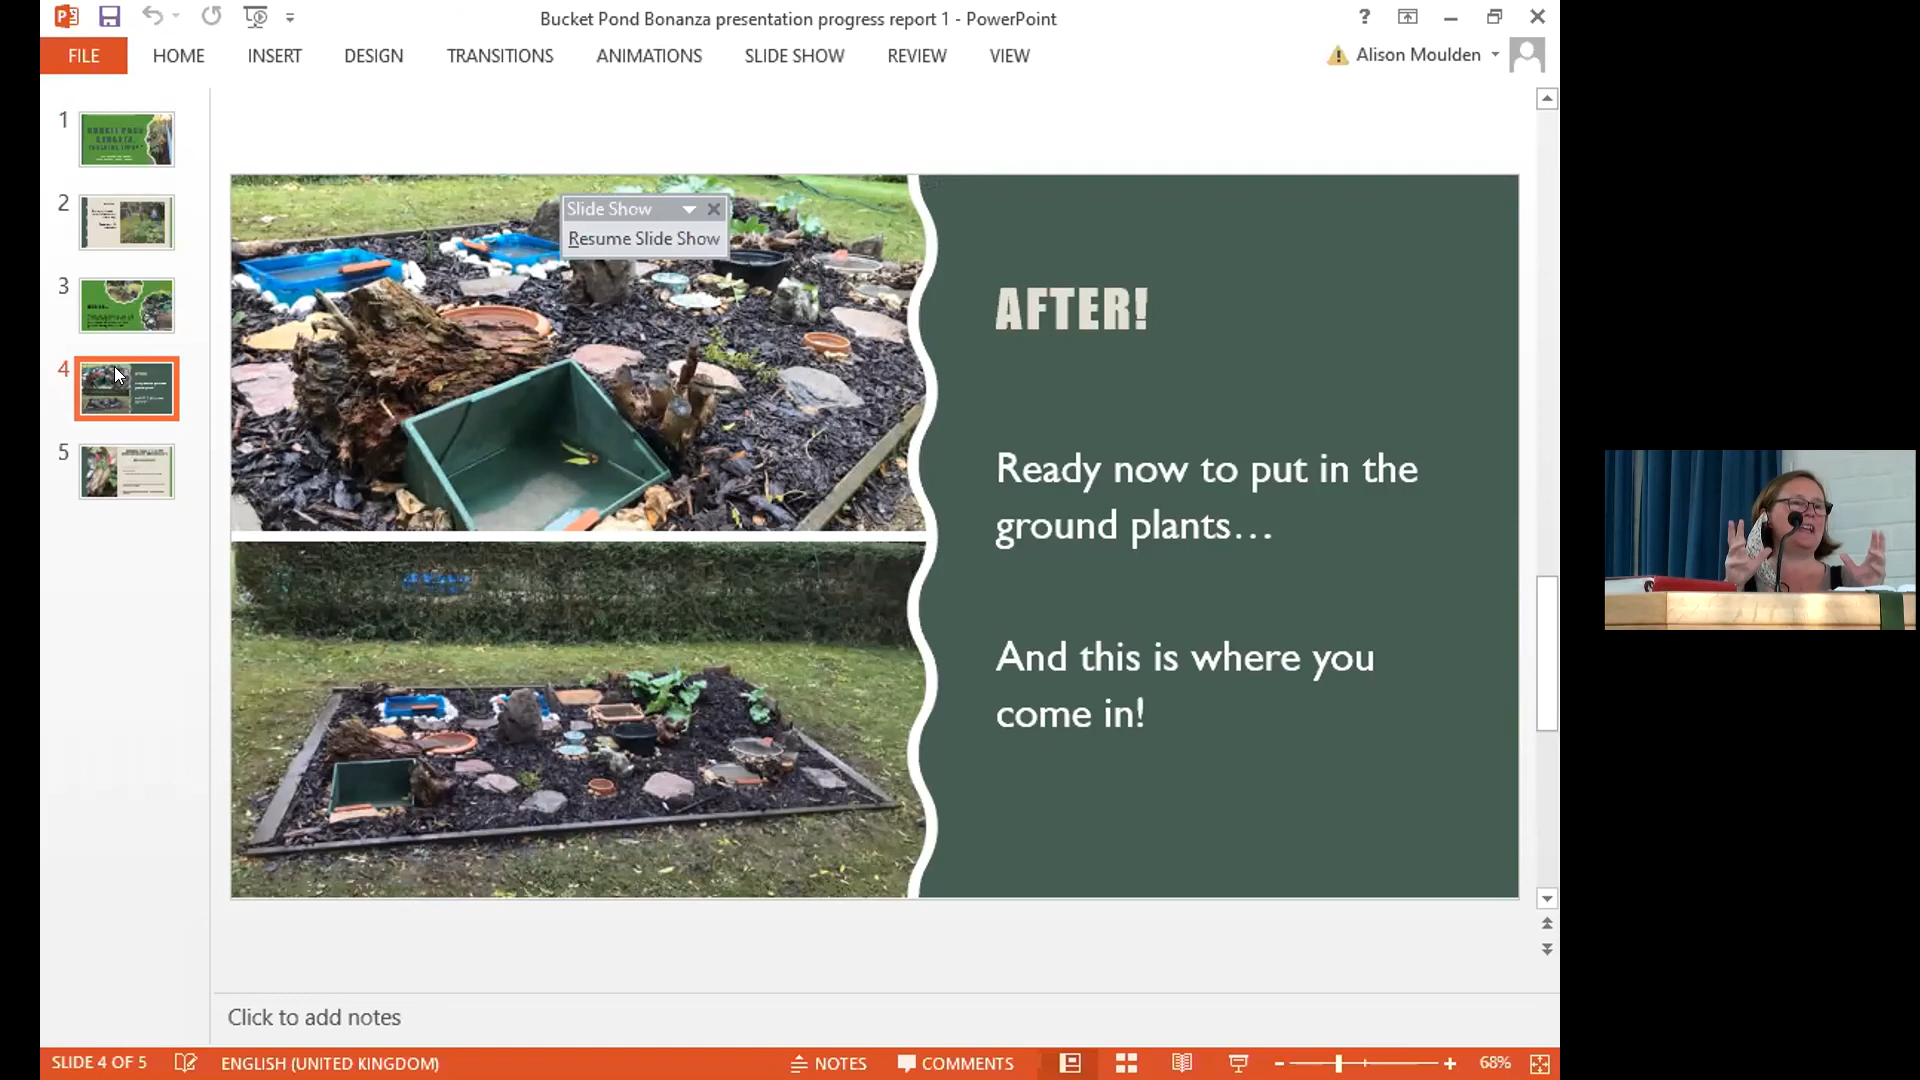 Bucket Pond Bonanza presentation progress report 1 - PowerPoint
?
FILE HOME INSERT DESIGN TRANSITIONS ANIMATIONS SLIDE SHOW REVIEW VIEW
Alison Moulden
1
2
3
4
5
Slide Show
Resume Slide Show
AFTER!
Ready now to put in the
ground plants...
And this is where you
come in!
Click to add notes
SLIDE 4 OF 5
ENGLISH (UNITED KINGDOM)
NOTES
COMMENTS
68%